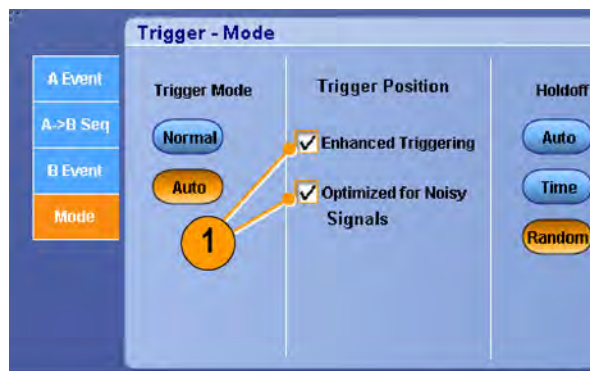 Trigger - Mode
A Event
A->B Seq
B Event
Mode
Trigger Mode
Normal
Auto
1
Trigger Position
Enhanced Triggering
Optimized for Noisy
Signals
Holdoff
Auto
Time
Random